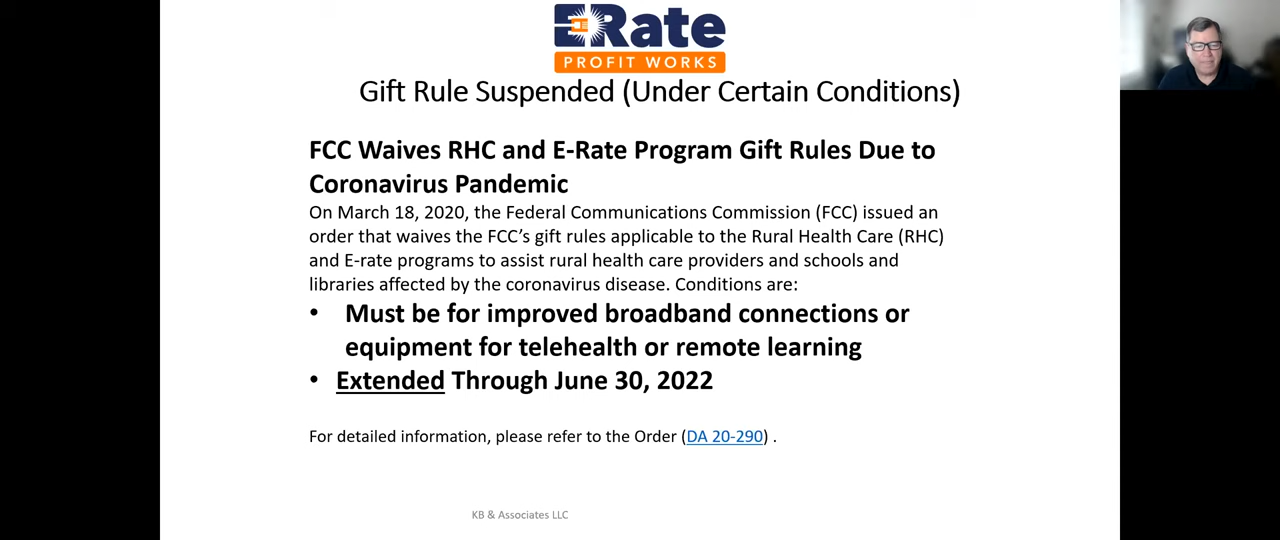 ERate
PROFIT WORKS
Gift Rule Suspended (Under Certain Conditions)
FCC Waives RHC and E-Rate Program Gift Rules Due to
Coronavirus Pandemic
On March 18, 2020, the Federal Communications Commission (FCC) issued an
order that waives the FCC’s gift rules applicable to the Rural Health Care (RHC)
and E-rate programs to assist rural health care providers and schools and
libraries affected by the coronavirus disease. Conditions are:
• Must be for improved broadband connections or
equipment for telehealth or remote learning
• Extended Through June 30, 2022
For detailed information, please refer to the Order (DA 20-290) .
KB & Associates LLC